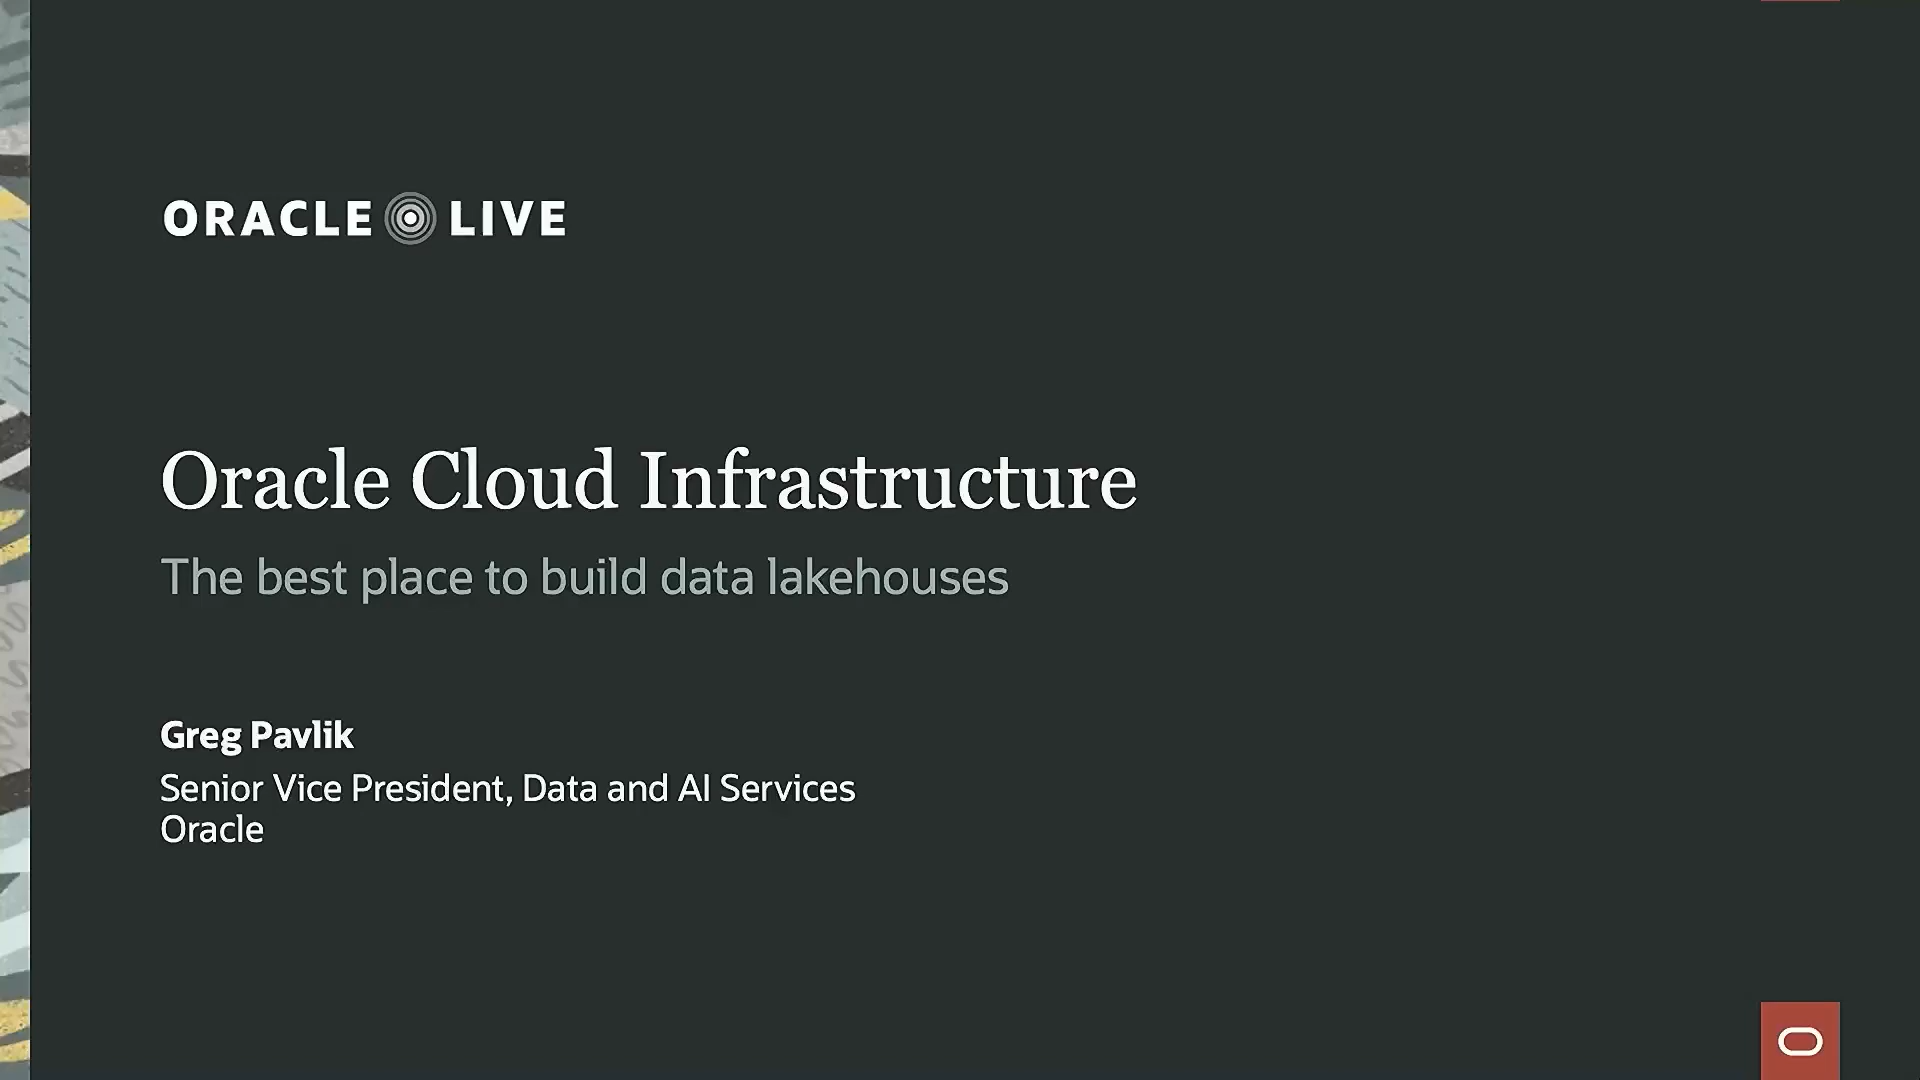 ORACLE LIVE
Oracle Cloud Infrastructure
The best place to build data lakehouses
Greg Pavlik
Senior Vice President, Data and AI Services
Oracle